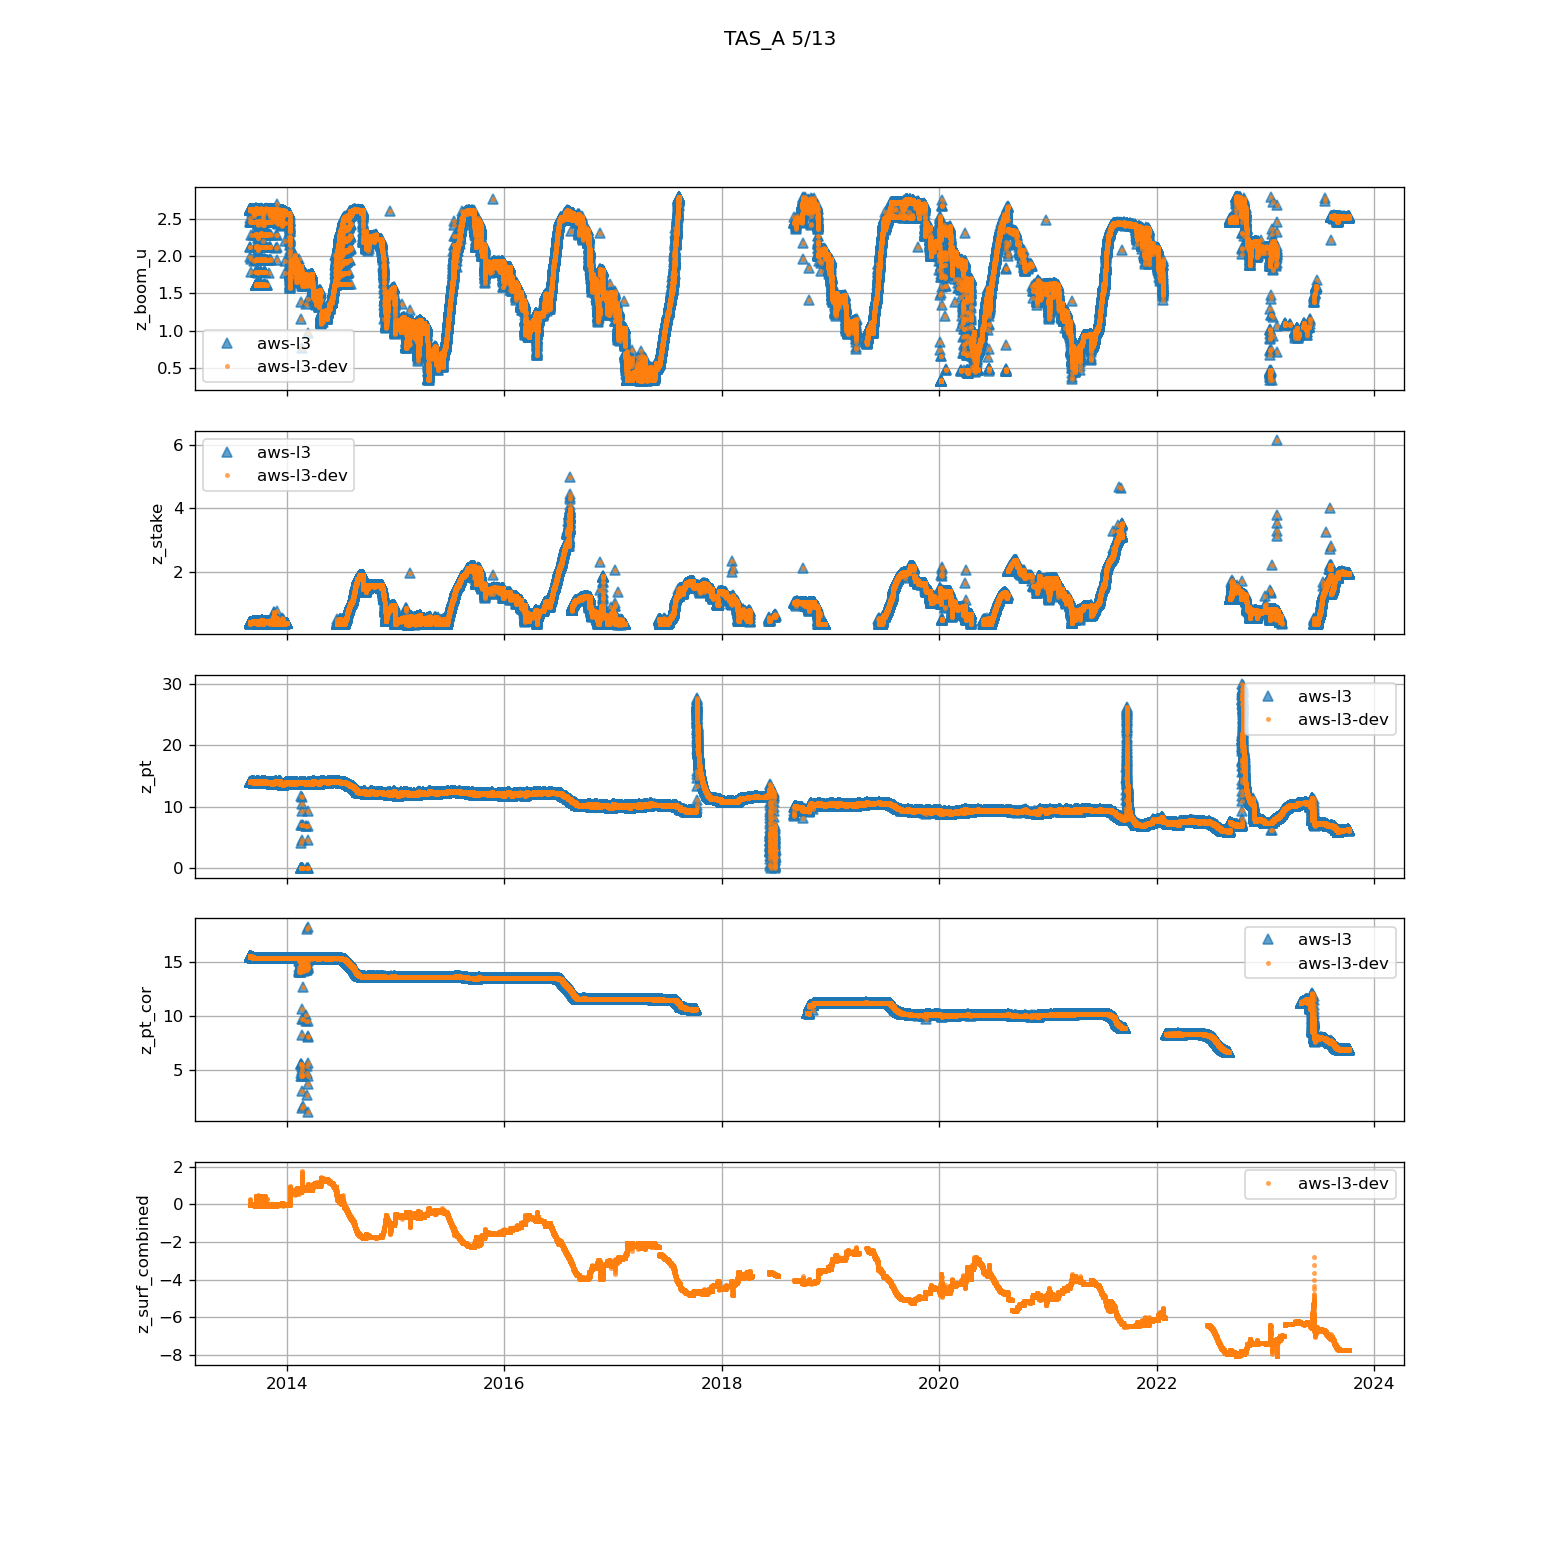 TAS_A 5/13
z_boom_u
2.5
2.0
1.5
1.0
0.5
aws-l3
aws-l3-dev
z_stake
6
4
2
aws-l3
aws-l3-dev
z_pt
30
20
10
0
aws-l3
aws-l3-dev
z_pt_cor
15
10
5
aws-l3
aws-l3-dev
z_surf_combined
2
0
−2
−4
−6
−8
aws-l3-dev
2014 2016 2018 2020 2022 2024